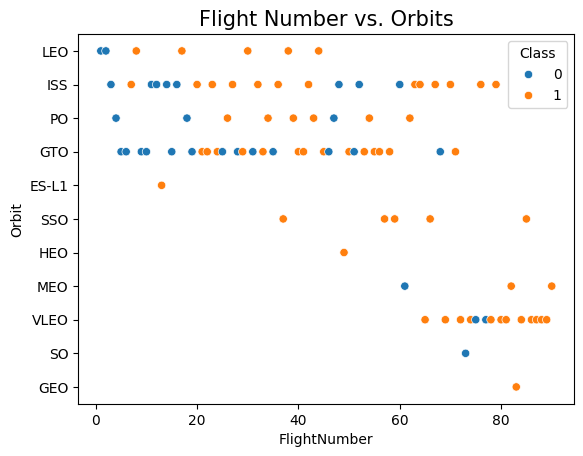 Flight Number vs. Orbits
Class
0
1
LEO
ISS
PO
GTO
ES-L1
SSO
HEO
MEO
VLEO
SO
GEO
Orbit
0 20 40 60 80
FlightNumber